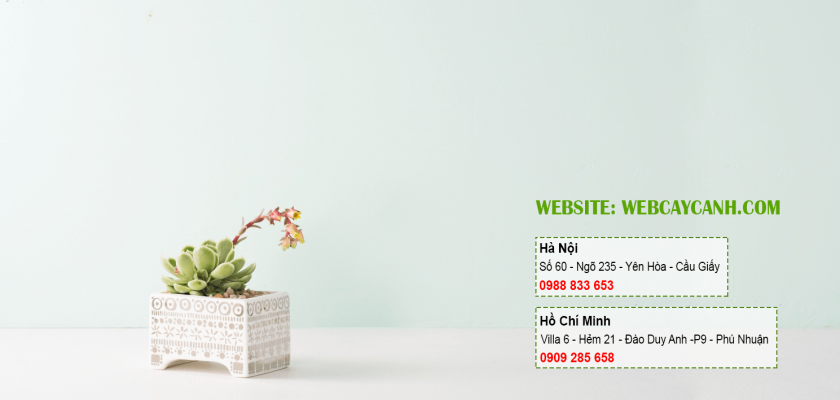 WEBSITE: WEBCAYCANH.COM
Hà Nội
Số 60 - Ngõ 235 - Yên Hòa - Cầu Giấy
0988 833 653
Hồ Chí Minh
Villa 6 - Hẻm 21 - Đào Duy Anh -P9 - Phú Nhuận
0909 285 658